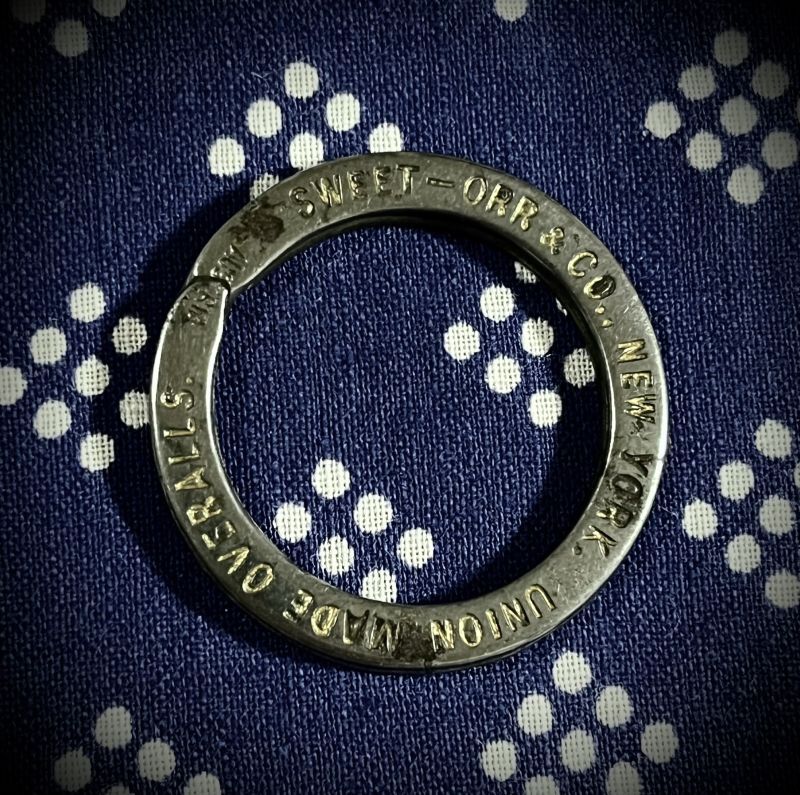 SWEET-ORR & CO., NEW YORK. UNION MADE OVERALLS.